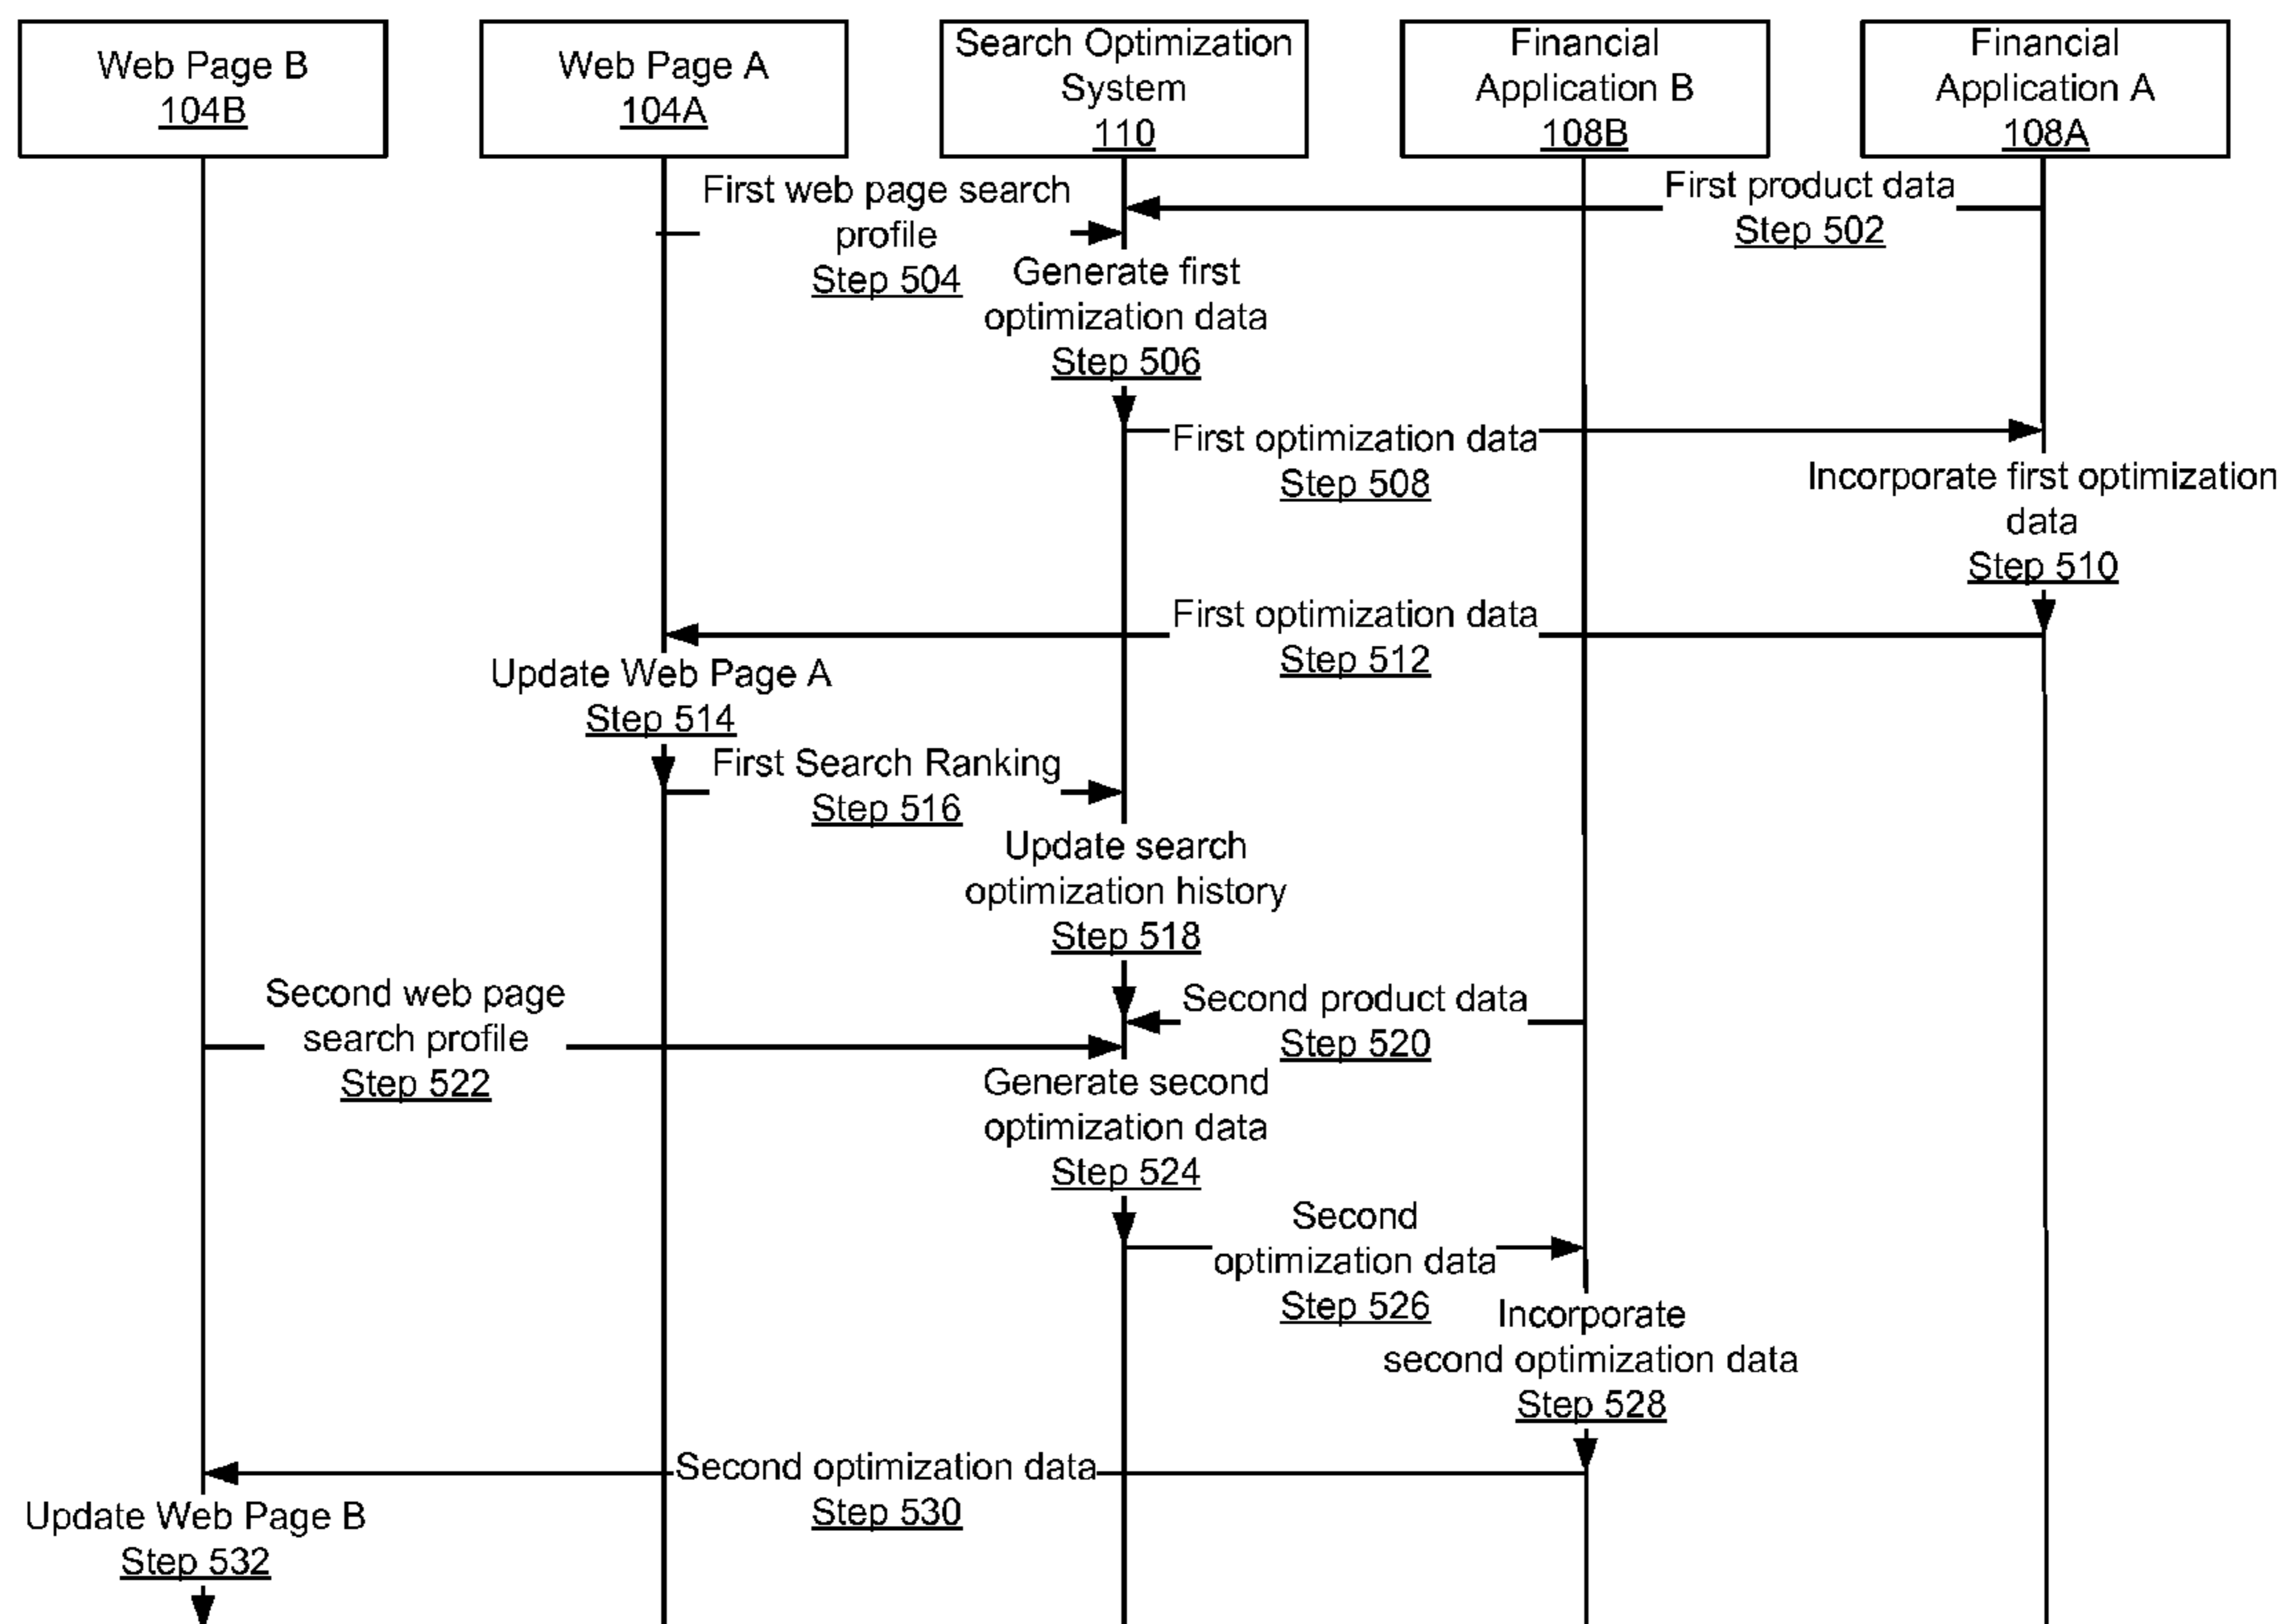 Web Page B
104B
Web Page A
104A
Search Optimization
System
110
Financial
Application B
108B
Financial
Application A
108A
First product data
Step 502
First web page search
profile
Step 504
Generate first
optimization data
Step 506
First optimization data
Step 508
Incorporate first optimization
data
Step 510
First optimization data
Step 512
Update Web Page A
Step 514
First Search Ranking
Step 516
Update search
optimization history
Step 518
Second product data
Step 520
Second web page
search profile
Step 522
Generate second
optimization data
Step 524
Second
optimization data
Step 526
Incorporate
second optimization data
Step 528
Second optimization data
Step 530
Update Web Page B
Step 532